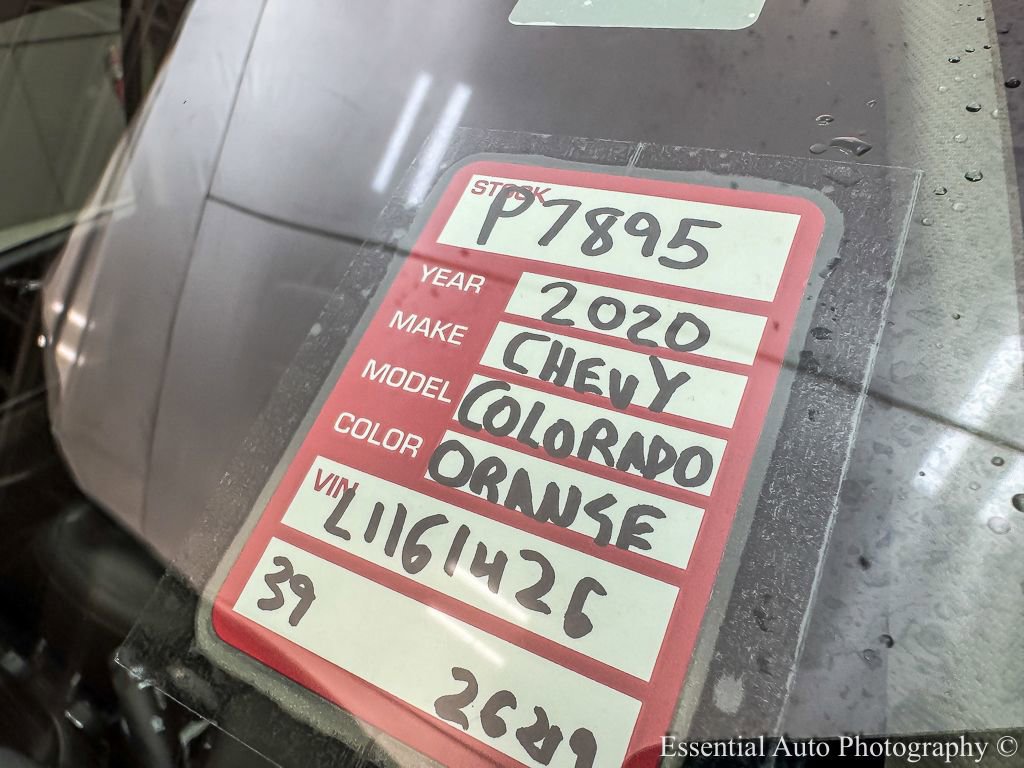 STOCK P7895
YEAR 2020
MAKE CHEVY
MODEL COLORADO
COLOR ORANGE
VIN L1161426
39
Essential Auto Photography ©